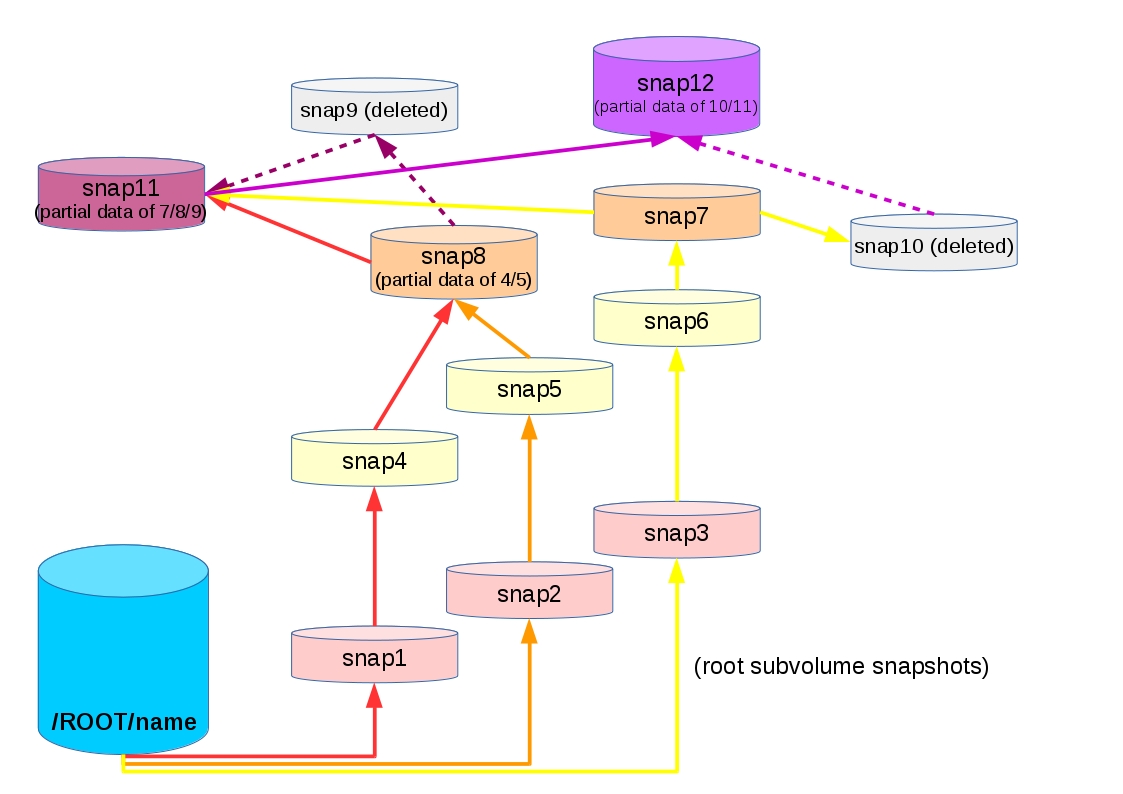 snap12
(partial data of 10/11)
snap9 (deleted)
snap11
(partial data of 7/8/9)
snap7
snap10 (deleted)
snap8
(partial data of 4/5)
snap6
snap5
snap4
snap3
snap2
snap1
(root subvolume snapshots)
/ROOT/name